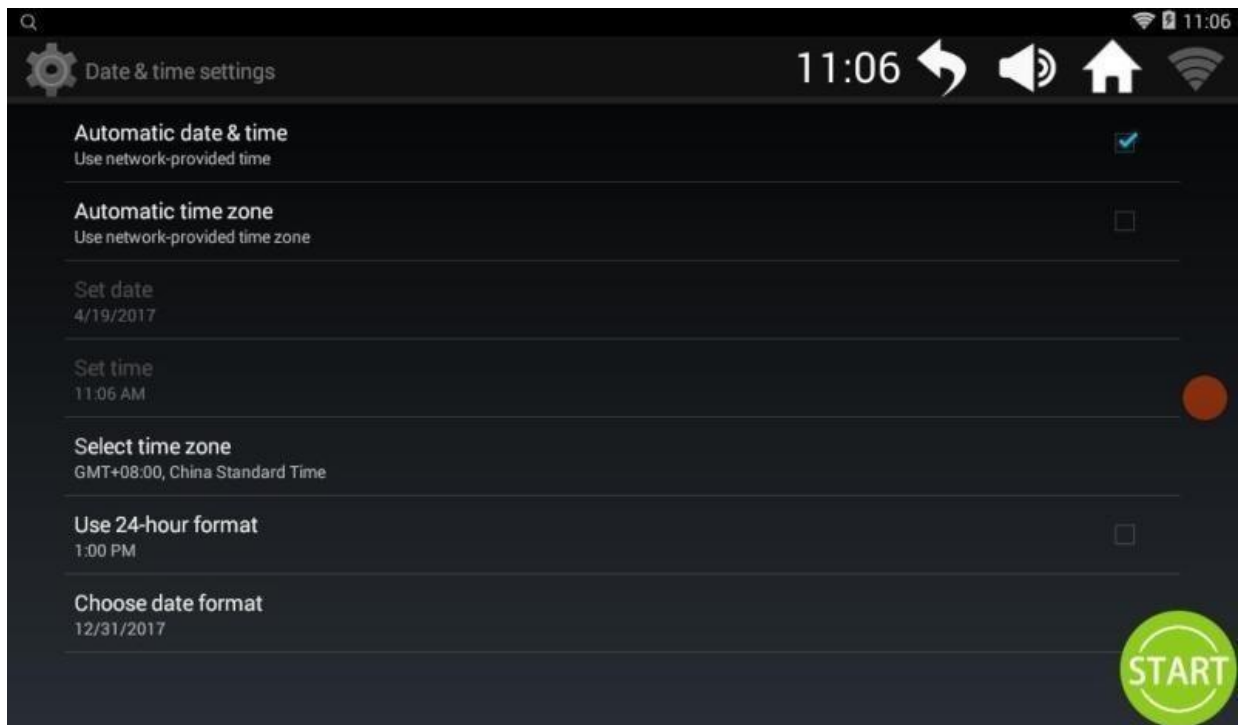 11:06
Date & time settings
11:06
Automatic date & time
Use network-provided time
Automatic time zone
Use network-provided time zone
Set date
4/19/2017
Set time
11:06 AM
Select time zone
GMT+08:00, China Standard Time
Use 24-hour format
1:00 PM
Choose date format
12/31/2017
START